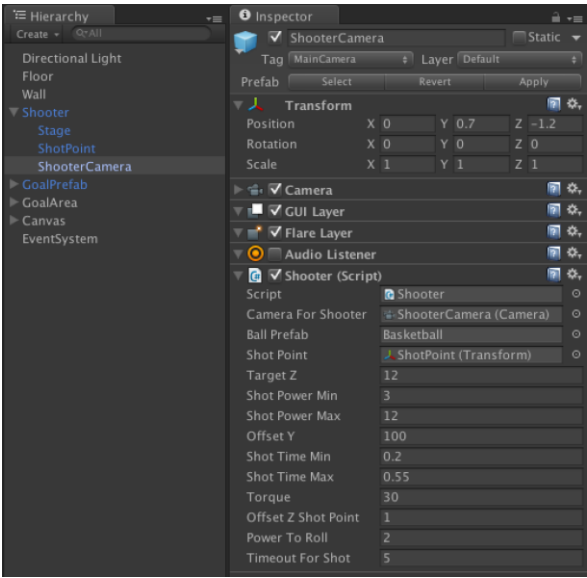 Hierarchy
Create
All
Directional Light
Floor
Wall
Shooter
Stage
ShotPoint
ShooterCamera
GoalPrefab
GoalArea
Canvas
EventSystem
Inspector
ShooterCamera Static
Tag MainCamera Layer Default
Prefab Select Revert Apply
Transform
Position X 0 Y 0.7 Z -1.2
Rotation X 0 Y 0 Z 0
Scale X 1 Y 1 Z 1
Camera
GUI Layer
Flare Layer
Audio Listener
Shooter (Script)
Script Shooter
Camera For Shooter ShooterCamera (Camera)
Ball Prefab Basketball
Shot Point ShotPoint (Transform)
Target Z 12
Shot Power Min 3
Shot Power Max 12
Offset Y 100
Shot Time Min 0.2
Shot Time Max 0.55
Torque 30
Offset Z Shot Point 1
Power To Roll 2
Timeout For Shot 5